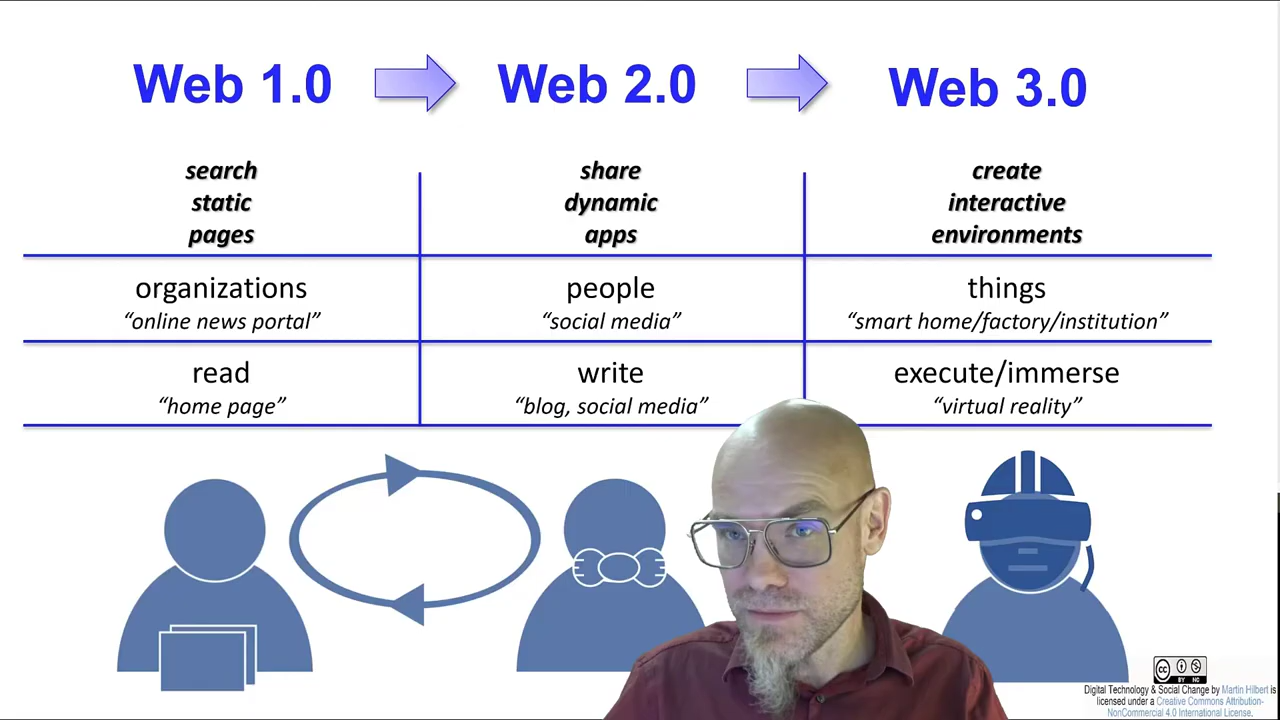 Web 1.0
Web 2.0
Web 3.0
search
static
pages
share
dynamic
apps
create
interactive
environments
organizations
“online news portal”
people
“social media”
things
“smart home/factory/institution”
read
“home page”
write
“blog, social media”
execute/immerse
“virtual reality”
cc
BY NC
Digital Technology & Social Change by Martin Hilbert is
licensed under a Creative Commons Attribution-
NonCommercial 4.0 International License.